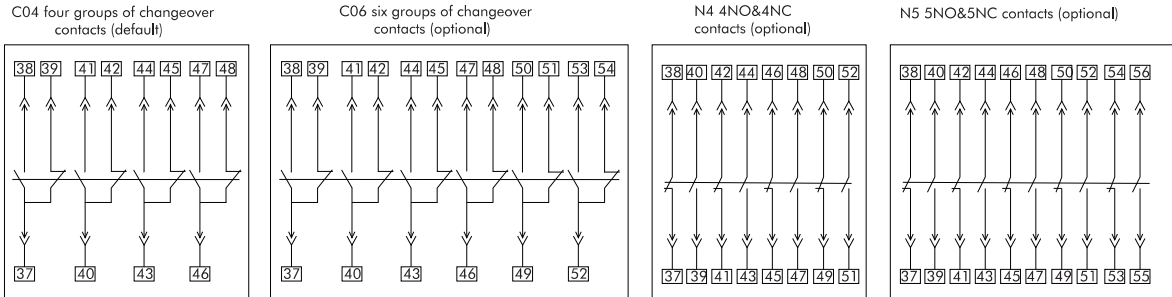 C04 four groups of changeover
contacts (default)
38 39 41 42 44 45 47 48
37 40 43 46
C06 six groups of changeover
contacts (optional)
38 39 41 42 44 45 47 48 50 51 53 54
37 40 43 46 49 52
N4 4NO&4NC
contacts (optional)
38 40 42 44 46 48 50 52
37 39 41 43 45 47 49 51
N5 5NO&5NC contacts (optional)
38 40 42 44 46 48 50 52 54 56
37 39 41 43 45 47 49 51 53 55